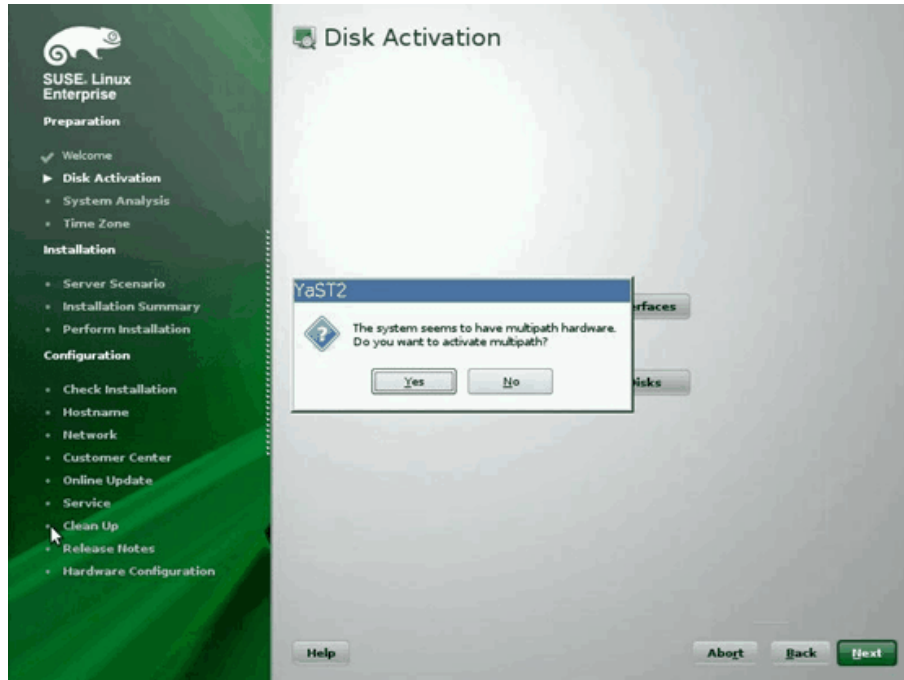 SUSE. Linux
Enterprise
Preparation
Welcome
Disk Activation
System Analysis
Time Zone
Installation
Server Scenario
Installation Summary
Perform Installation
Configuration
Check Installation
Hostname
Network
Customer Center
Online Update
Service
Clean Up
Release Notes
Hardware Configuration
Disk Activation
erfaces
YaST2
The system seems to have multipath hardware.
Do you want to activate multipath?
Yes
No
isks
Help
Abort
Back
Next